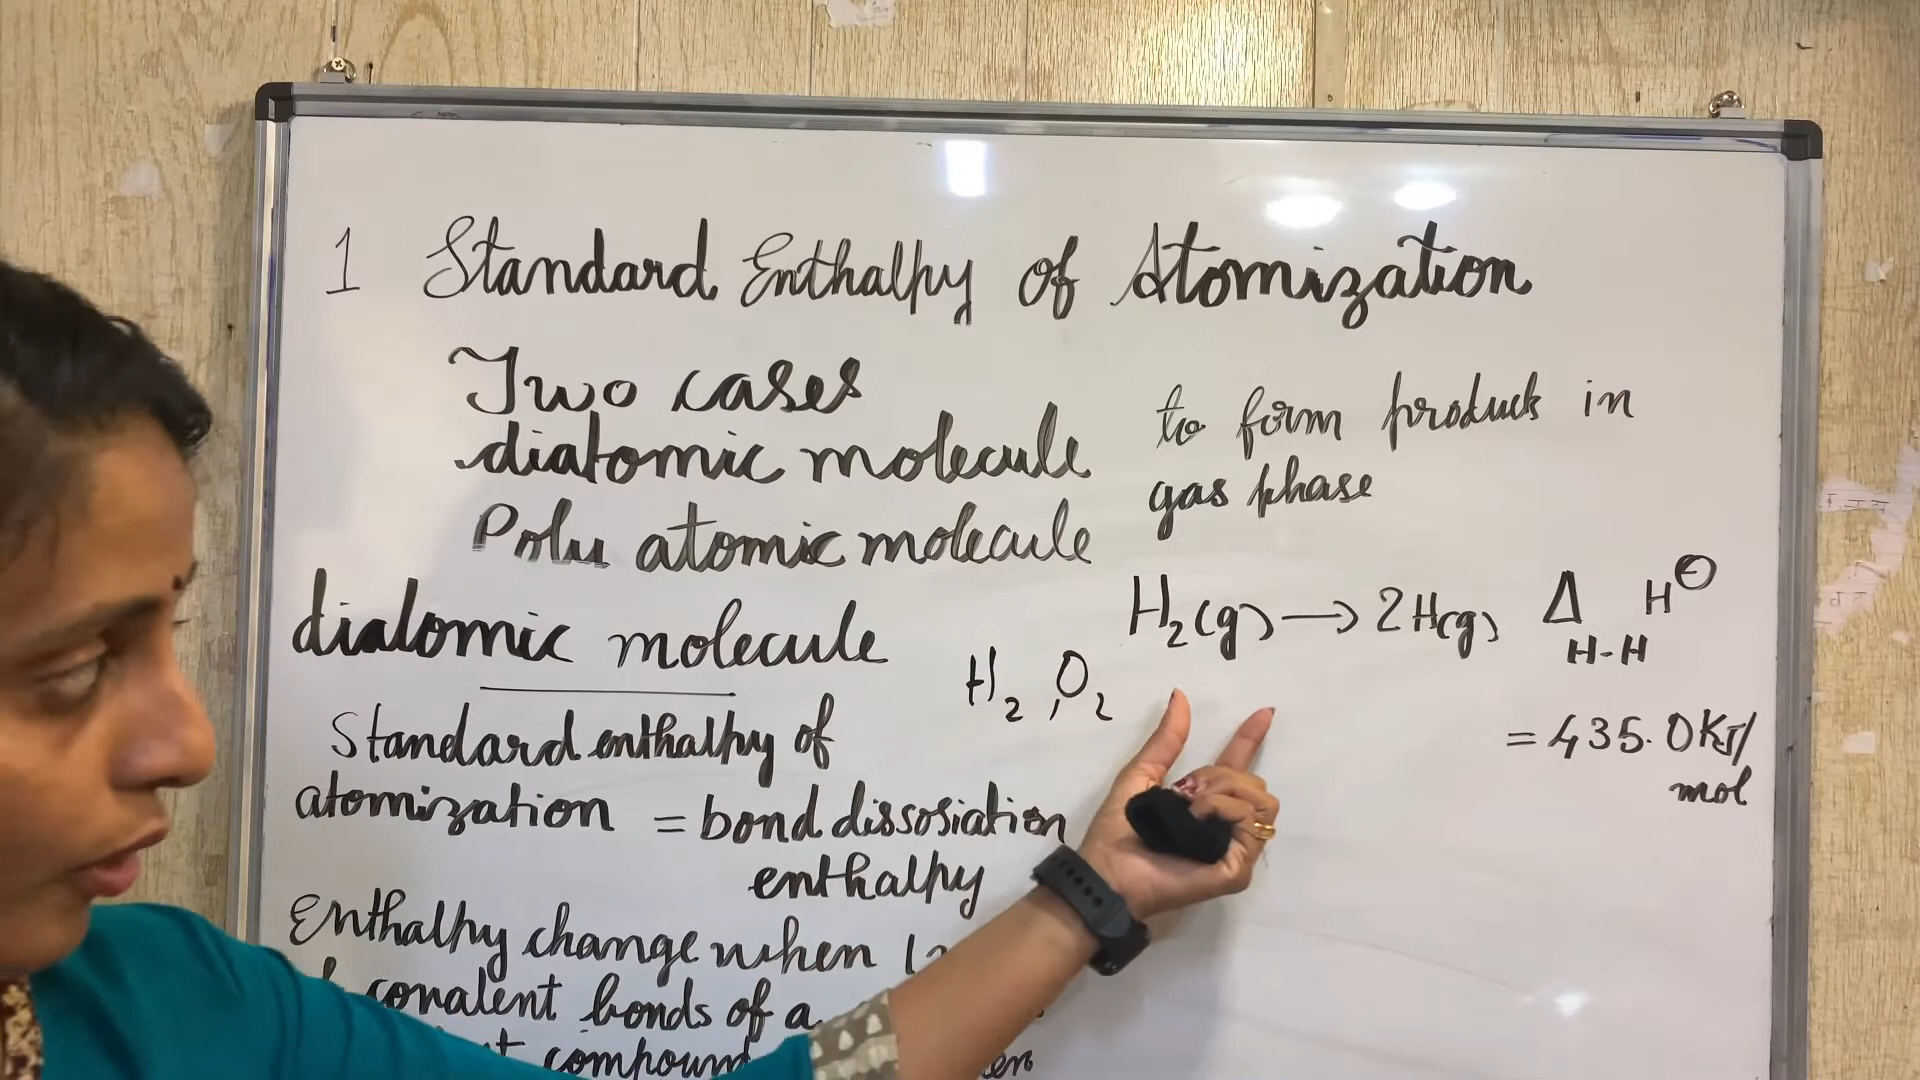 1 Standard Enthalpy of Atomization
Two cases
diatomic molecule
Polu atomic molecule
diatomic molecule
H2, O2
Standard enthalpy of
atomization = bond dissosiation
enthalpy
Enthalpy change when 1
covalent bonds of a
compoun
to form products in
gas phase
H2(g) → 2H(g) Δ H-H H⊖
= 435.0 KJ/
mol